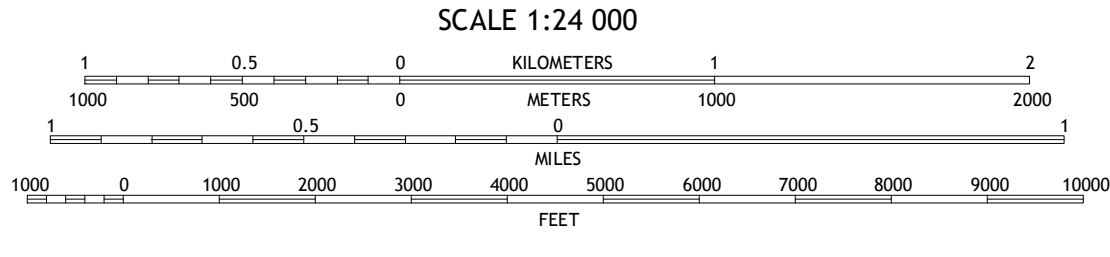 SCALE 1:24 000
1 0.5 0 KILOMETERS 1 2
1000 500 0 METERS 1000 2000
1 0.5 0 1
MILES
1000 0 1000 2000 3000 4000 5000 6000 7000 8000 9000 10000
FEET